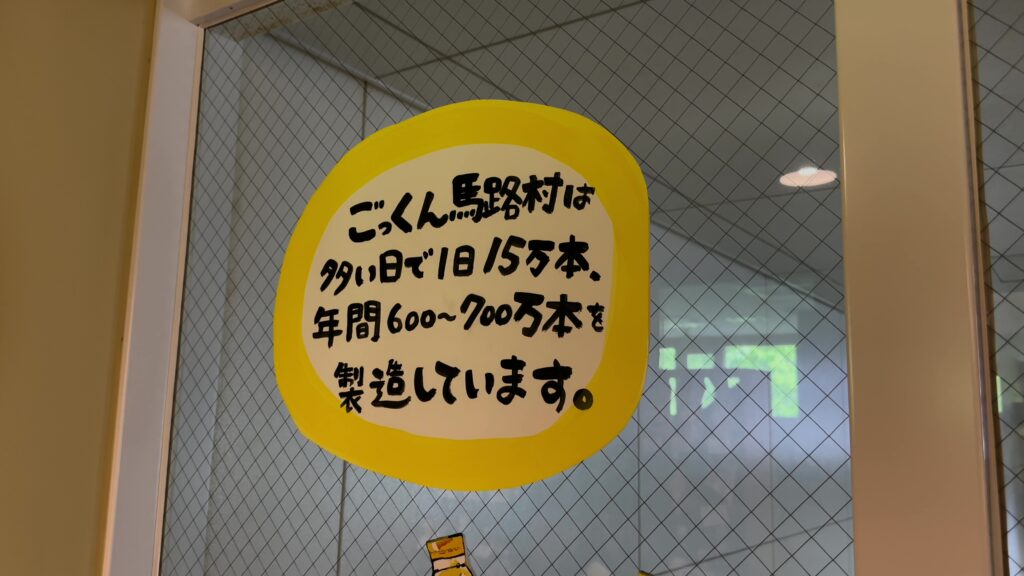 ごっくん馬路村は
多い日で1日15万本、
年間600〜700万本を
製造しています。